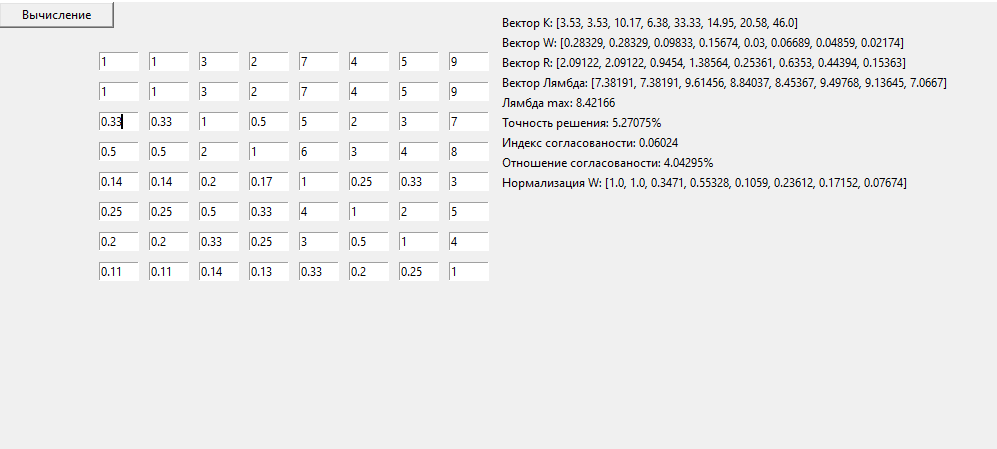 Вычисление
Вектор K: [3.53, 3.53, 10.17, 6.38, 33.33, 14.95, 20.58, 46.0]
Вектор W: [0.28329, 0.28329, 0.09833, 0.15674, 0.03, 0.06689, 0.04859, 0.02174]
Вектор R: [2.09122, 2.09122, 0.9454, 1.38564, 0.25361, 0.6353, 0.44394, 0.15363]
Вектор Лямбда: [7.38191, 7.38191, 9.61456, 8.84037, 8.45367, 9.49768, 9.13645, 7.0667]
Лямбда max: 8.42166
Точность решения: 5.27075%
Индекс согласованости: 0.06024
Отношение согласованости: 4.04295%
Нормализация W: [1.0, 1.0, 0.3471, 0.55328, 0.1059, 0.23612, 0.17152, 0.07674]
1 1 3 2 7 4 5 9
1 1 3 2 7 4 5 9
0.33 0.33 1 0.5 5 2 3 7
0.5 0.5 2 1 6 3 4 8
0.14 0.14 0.2 0.17 1 0.25 0.33 3
0.25 0.25 0.5 0.33 4 1 2 5
0.2 0.2 0.33 0.25 3 0.5 1 4
0.11 0.11 0.14 0.13 0.33 0.2 0.25 1